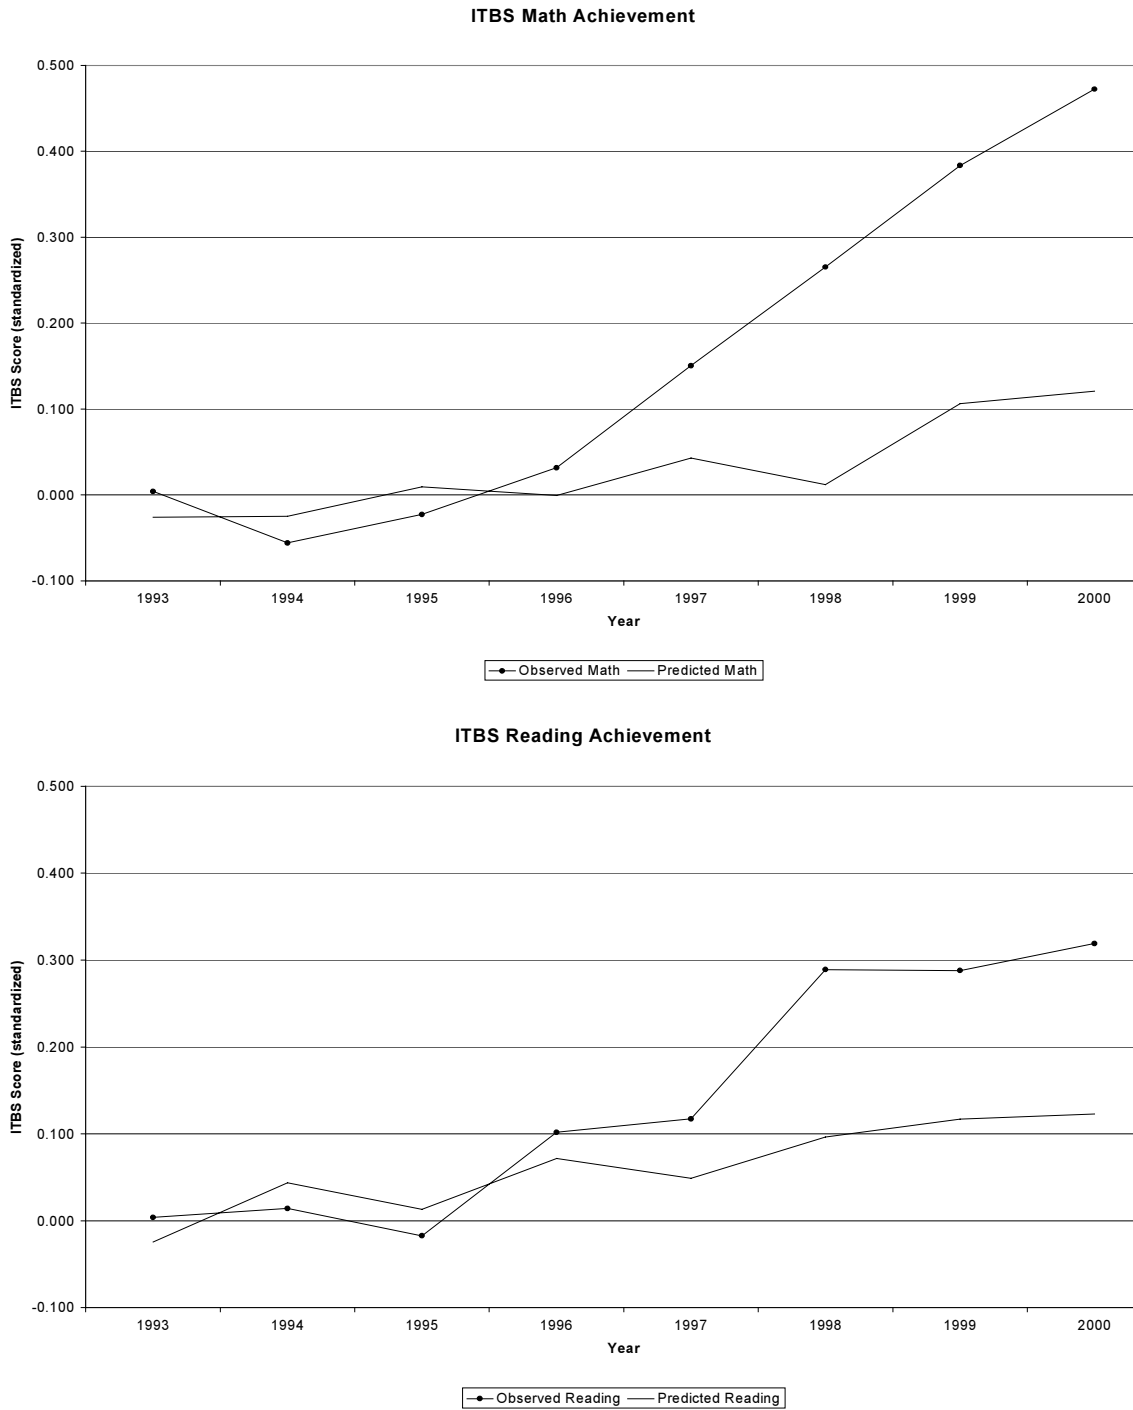 ITBS Math Achievement
0.500
0.400
0.300
0.200
0.100
0.000
-0.100
ITBS Score (standardized)
1993 1994 1995 1996 1997 1998 1999 2000
Year
Observed Math Predicted Math
ITBS Reading Achievement
0.500
0.400
0.300
0.200
0.100
0.000
-0.100
ITBS Score (standardized)
1993 1994 1995 1996 1997 1998 1999 2000
Year
Observed Reading Predicted Reading